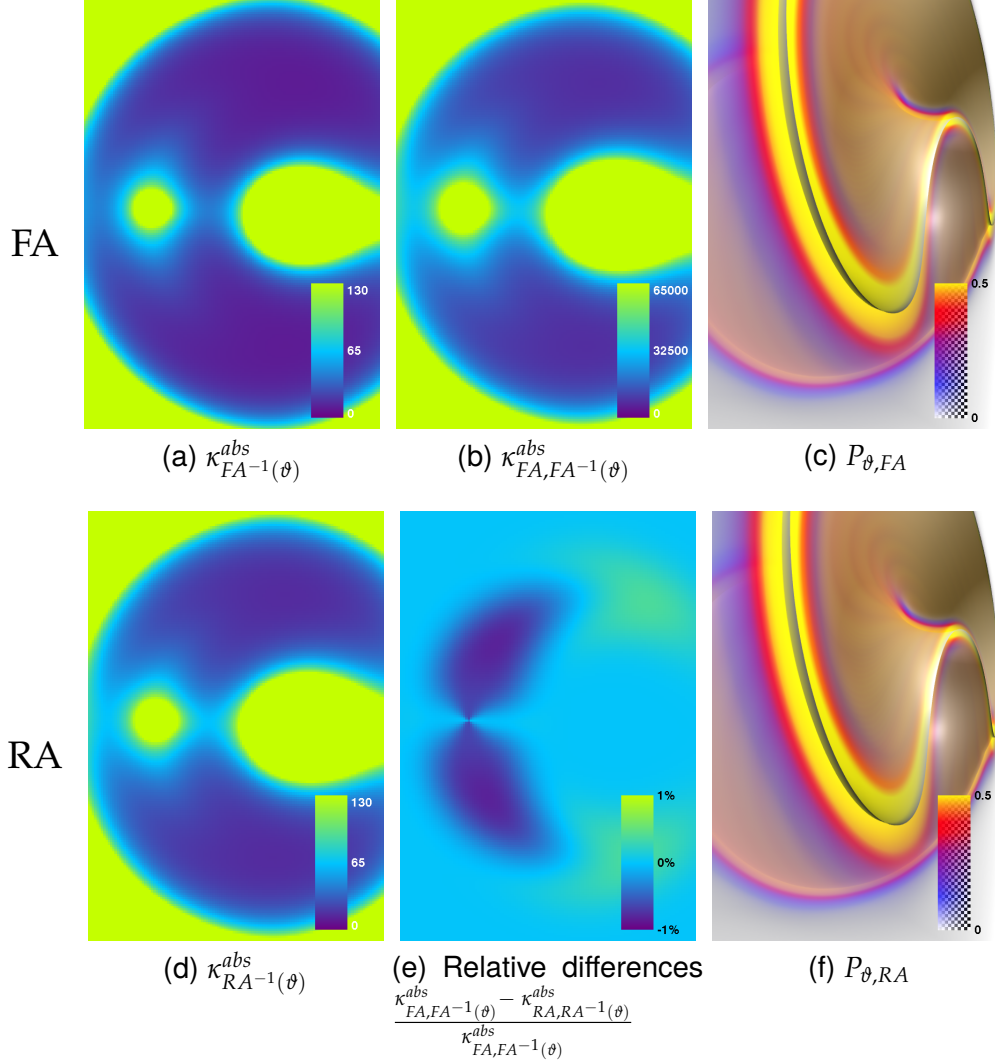 FA
130
65
0
65000
32500
0
0.5
0
(a) κ^{abs}_{FA^{-1}(ϑ)}
(b) κ^{abs}_{FA,FA^{-1}(ϑ)}
(c) P_{ϑ,FA}
RA
130
65
0
1%
0%
-1%
0.5
0
(d) κ^{abs}_{RA^{-1}(ϑ)}
(e) Relative differences
κ^{abs}_{FA,FA^{-1}(ϑ)} − κ^{abs}_{RA,RA^{-1}(ϑ)}
κ^{abs}_{FA,FA^{-1}(ϑ)}
(f) P_{ϑ,RA}